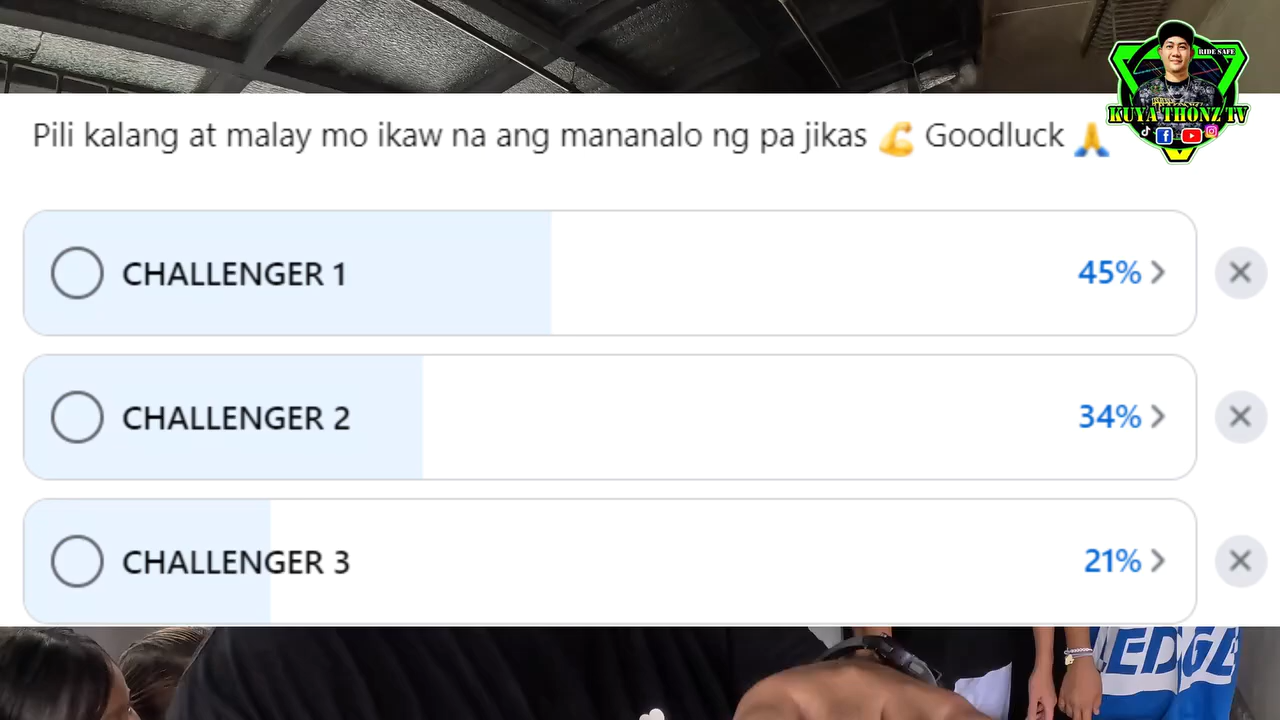 RIDE SAFE
KUYA THONZ TV
Pili kalang at malay mo ikaw na ang mananalo ng pa jikas 💪 Goodluck 🙏
CHALLENGER 1 45%
CHALLENGER 2 34%
CHALLENGER 3 21%
LEDGE